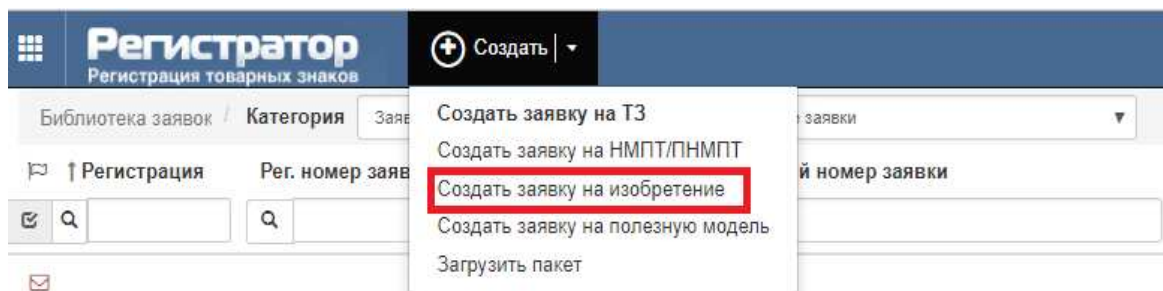 Регистратор
Регистрация товарных знаков
Создать
Библиотека заявок / Категория
Создать заявку на ТЗ
заявки
Создать заявку на НМПТ/ПНМПТ
Регистрация Рег. номер й номер заявки
Создать заявку на изобретение
Создать заявку на полезную модель
Загрузить пакет